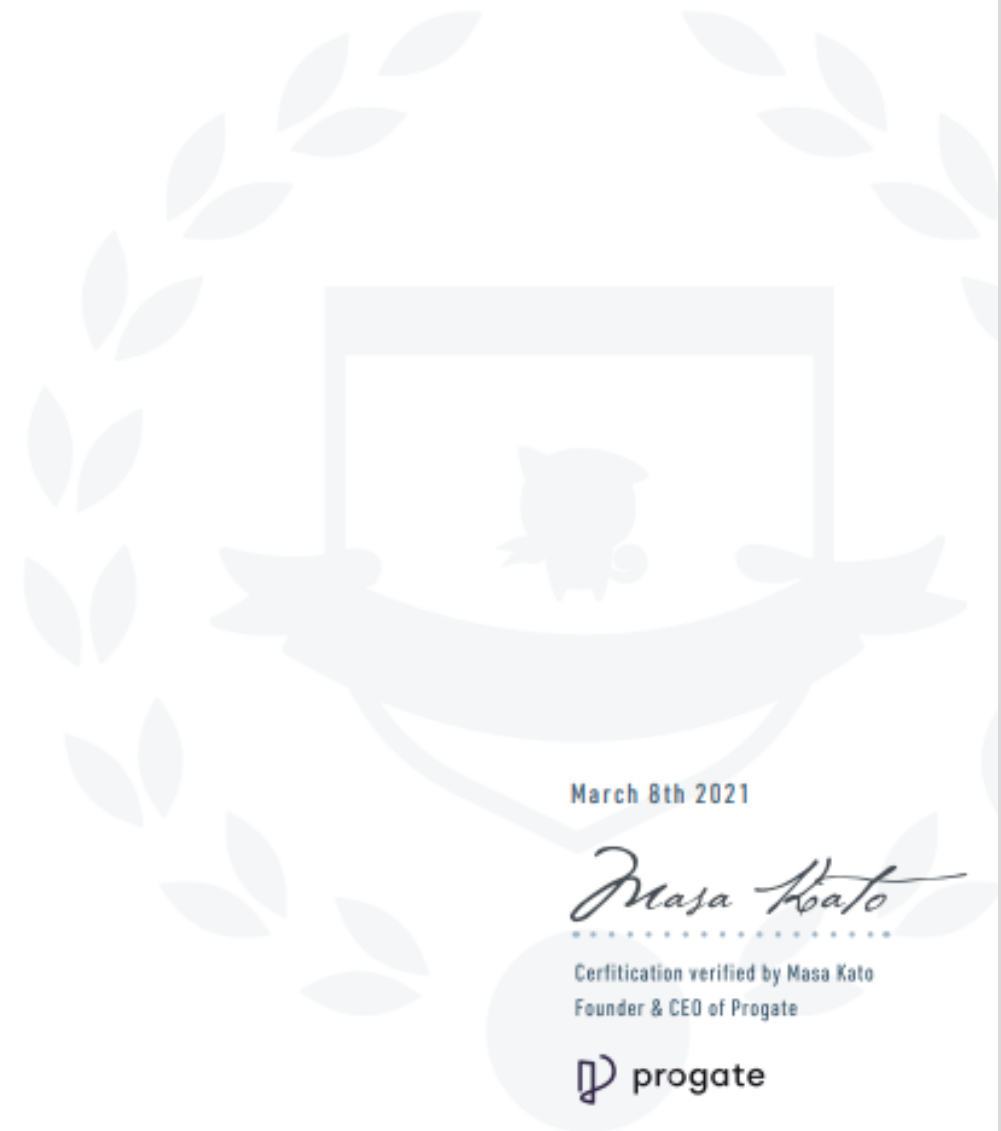 March 8th 2021
Masa Kato
Cerfitication verified by Masa Kato
Founder & CEO of Progate
progate